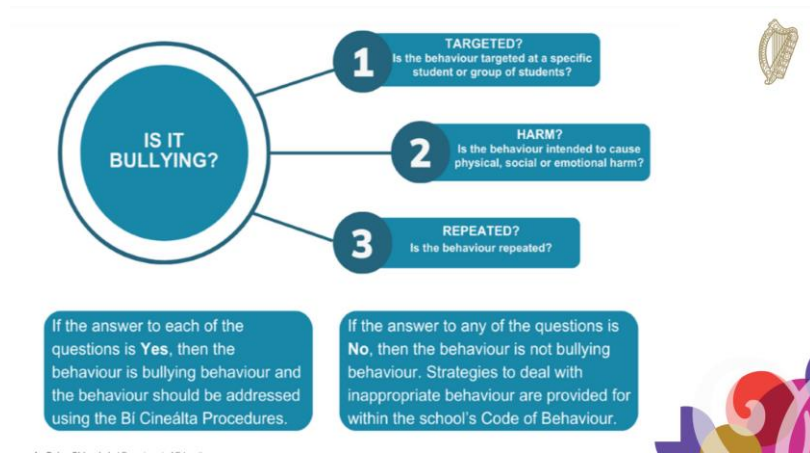 IS IT
BULLYING?
1
TARGETED?
Is the behaviour targeted at a specific
student or group of students?
2
HARM?
Is the behaviour intended to cause
physical, social or emotional harm?
3
REPEATED?
Is the behaviour repeated?
If the answer to each of the
questions is Yes, then the
behaviour is bullying behaviour and
the behaviour should be addressed
using the Bí Cineálta Procedures.
If the answer to any of the questions is
No, then the behaviour is not bullying
behaviour. Strategies to deal with
inappropriate behaviour are provided for
within the school's Code of Behaviour.